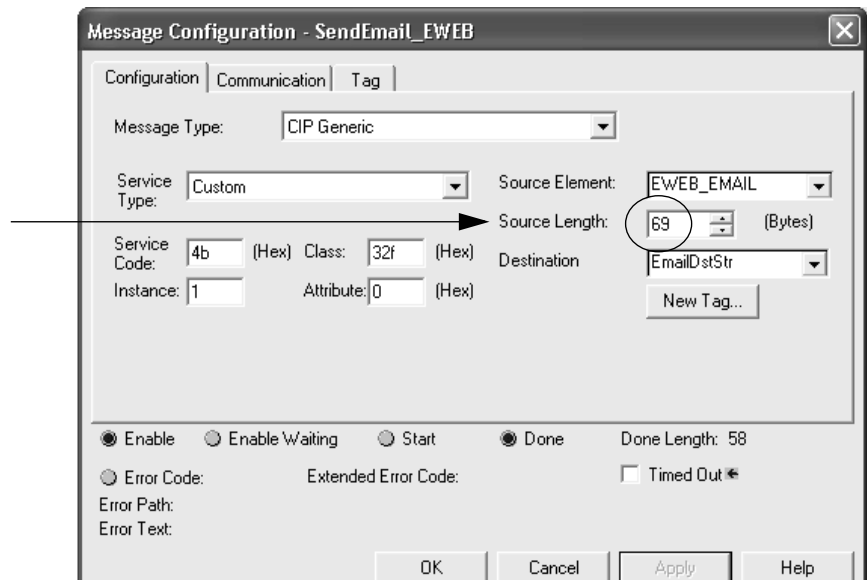 Message Configuration - SendEmail_EWEB
Configuration Communication Tag
Message Type: CIP Generic
Service Type: Custom
Service Code: 4b (Hex) Class: 32f (Hex)
Instance: 1 Attribute: 0 (Hex)
Source Element: EWEB_EMAIL
Source Length: 69 (Bytes)
Destination EmailDstStr
New Tag...
Enable Enable Waiting Start Done Done Length: 58
Error Code: Extended Error Code: Timed Out
Error Path:
Error Text:
OK Cancel Apply Help